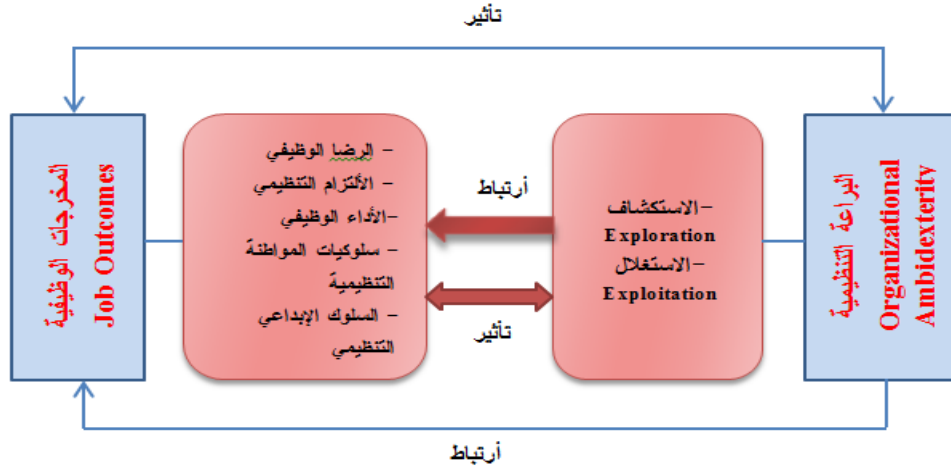 تأثير
البراعة التنظيمية
Organizational
Ambidexterity
-الاستكشاف
Exploration
-الاستغلال
Exploitation
أرتباط
تأثير
- الرضا الوظيفي
- الألتزام التنظيمي
-الأداء الوظيفي
- سلوكيات المواطنة
التنظيمية
- السلوك الإبداعي
التنظيمي
المخرجات الوظيفية
Job Outcomes
أرتباط